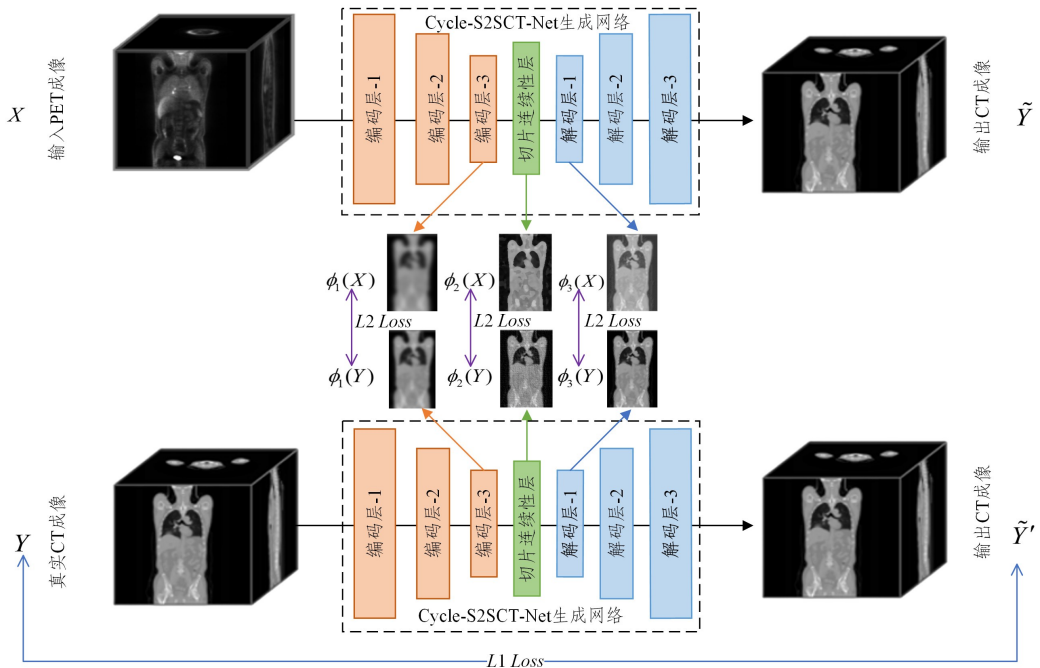 Cycle-S2SCT-Net生成网络
X
输入PET成像
编码层-1
编码层-2
编码层-3
切片连续性层
解码层-1
解码层-2
解码层-3
输出CT成像
Ỹ
ϕ₁(X)
ϕ₂(X)
ϕ₃(X)
L2 Loss
L2 Loss
L2 Loss
ϕ₁(Y)
ϕ₂(Y)
ϕ₃(Y)
Y
真实CT成像
编码层-1
编码层-2
编码层-3
切片连续性层
解码层-1
解码层-2
解码层-3
输出CT成像
Ỹ′
Cycle-S2SCT-Net生成网络
L1 Loss